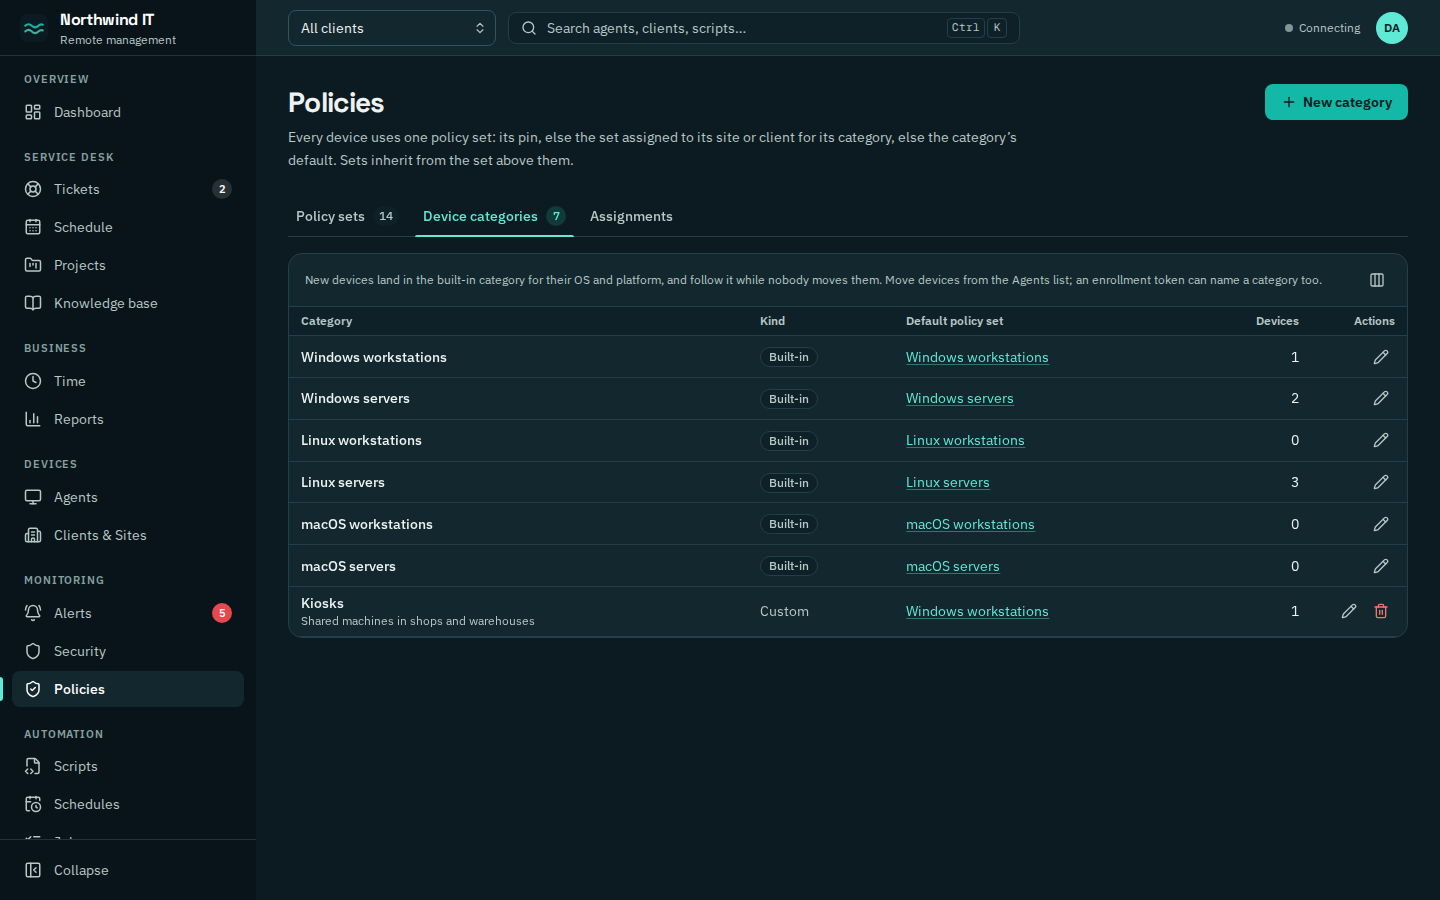 Northwind IT
Remote management
All clients
Search agents, clients, scripts...
Ctrl K
Connecting
DA
OVERVIEW
Dashboard
SERVICE DESK
Tickets 2
Schedule
Projects
Knowledge base
BUSINESS
Time
Reports
DEVICES
Agents
Clients & Sites
MONITORING
Alerts 5
Security
Policies
AUTOMATION
Scripts
Schedules
Collapse
Policies
New category
Every device uses one policy set: its pin, else the set assigned to its site or client for its category, else the category’s
default. Sets inherit from the set above them.
Policy sets 14 Device categories 7 Assignments
New devices land in the built-in category for their OS and platform, and follow it while nobody moves them. Move devices from the Agents list; an enrollment token can name a category too.
Category Kind Default policy set Devices Actions
Windows workstations Built-in Windows workstations 1
Windows servers Built-in Windows servers 2
Linux workstations Built-in Linux workstations 0
Linux servers Built-in Linux servers 3
macOS workstations Built-in macOS workstations 0
macOS servers Built-in macOS servers 0
Kiosks Custom Windows workstations 1
Shared machines in shops and warehouses